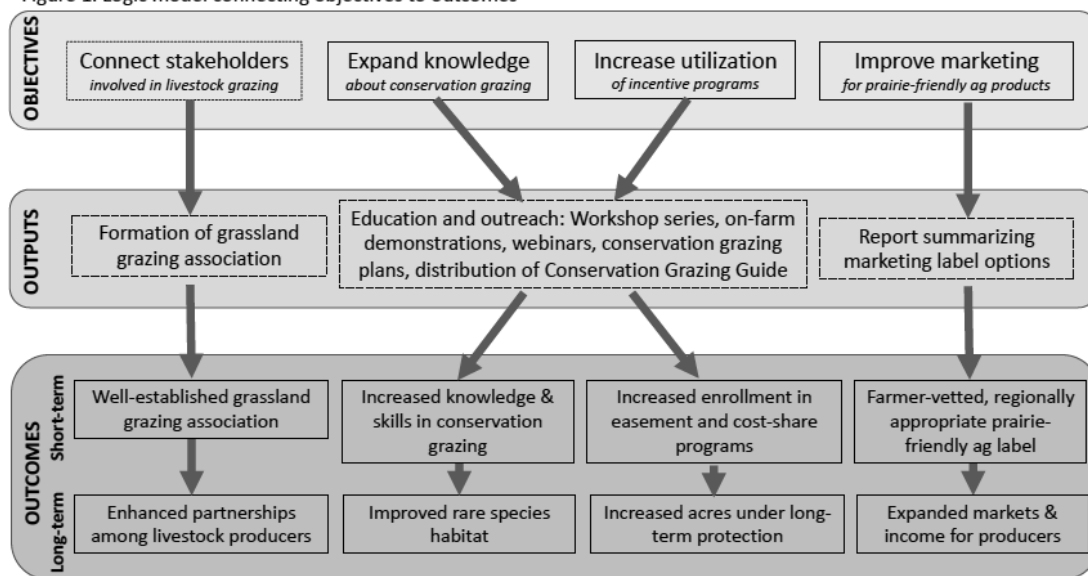 Figure 1. Logic model connecting objectives to outcomes
OBJECTIVES
Connect stakeholders
involved in livestock grazing
Expand knowledge
about conservation grazing
Increase utilization
of incentive programs
Improve marketing
for prairie-friendly ag products
OUTPUTS
Formation of grassland
grazing association
Education and outreach: Workshop series, on-farm
demonstrations, webinars, conservation grazing
plans, distribution of Conservation Grazing Guide
Report summarizing
marketing label options
OUTCOMES
Short-term
Well-established grassland
grazing association
Increased knowledge &
skills in conservation
grazing
Increased enrollment in
easement and cost-share
programs
Farmer-vetted, regionally
appropriate prairie-
friendly ag label
Long-term
Enhanced partnerships
among livestock producers
Improved rare species
habitat
Increased acres under long-
term protection
Expanded markets &
income for producers